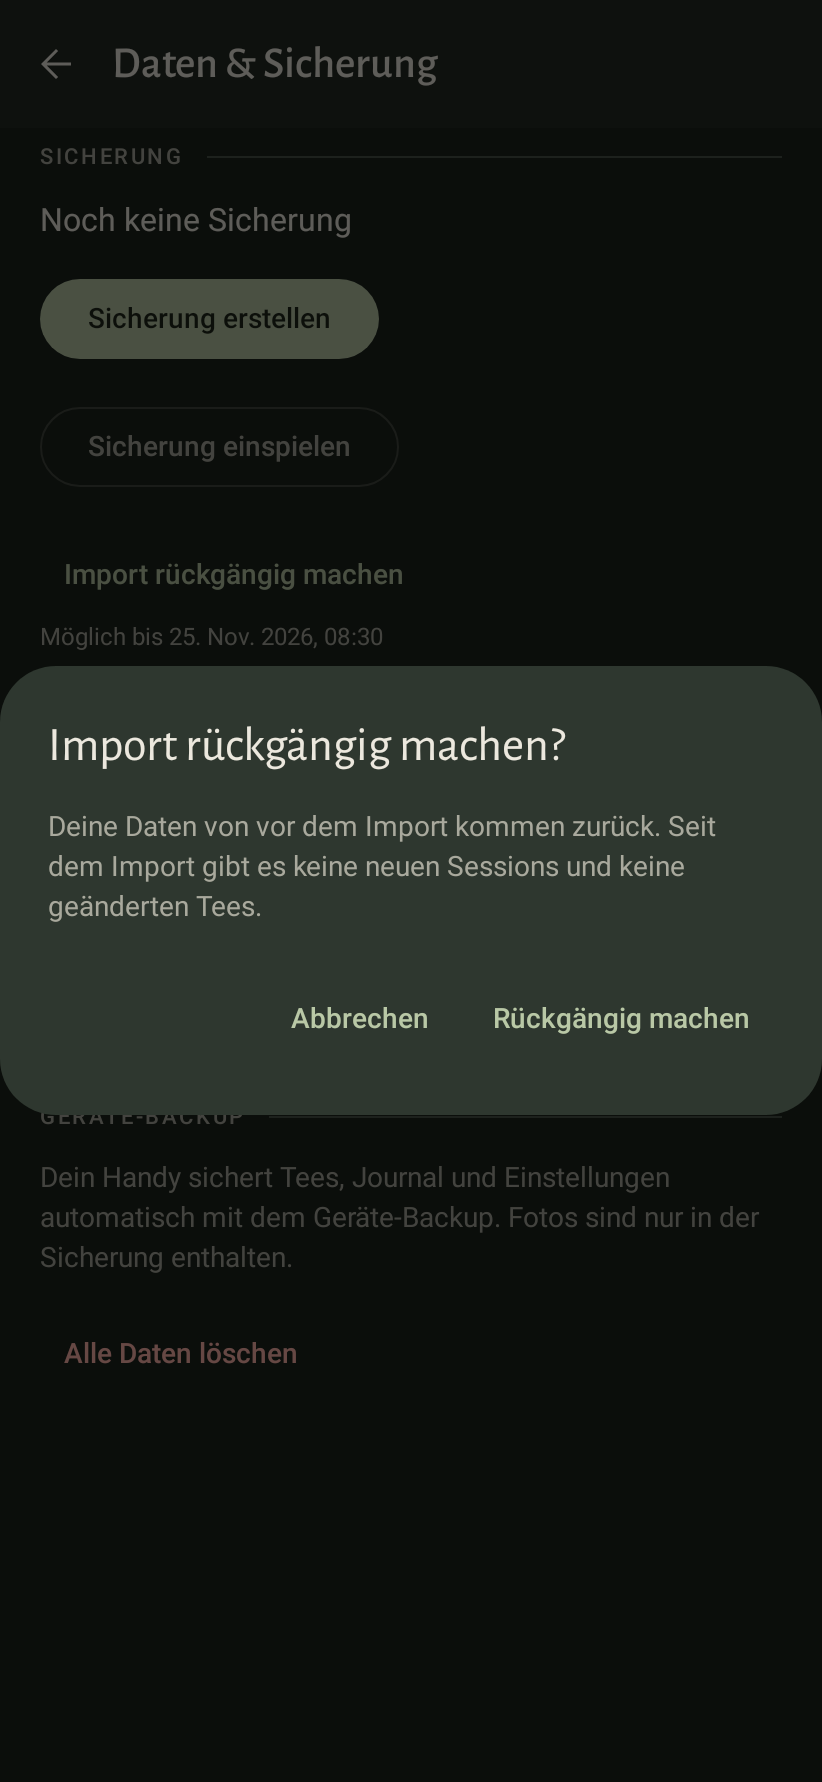 Daten & Sicherung
SICHERUNG
Noch keine Sicherung
Sicherung erstellen
Sicherung einspielen
Import rückgängig machen
Möglich bis 25. Nov. 2026, 08:30
Import rückgängig machen?
Deine Daten von vor dem Import kommen zurück. Seit
dem Import gibt es keine neuen Sessions und keine
geänderten Tees.
Abbrechen Rückgängig machen
GERÄTE-BACKUP
Dein Handy sichert Tees, Journal und Einstellungen
automatisch mit dem Geräte-Backup. Fotos sind nur in der
Sicherung enthalten.
Alle Daten löschen